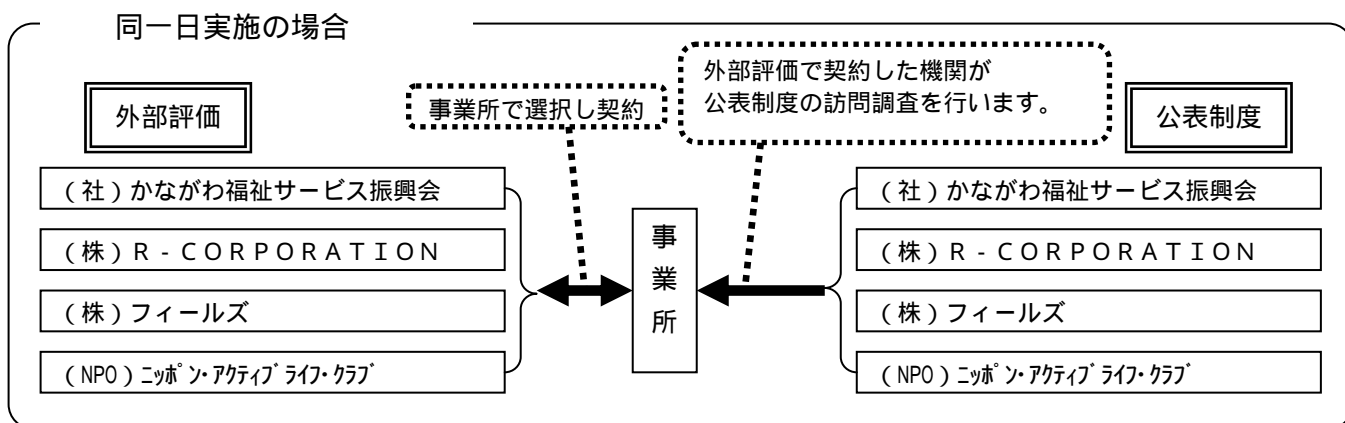 同一日実施の場合
外部評価
事業所で選択し契約
外部評価で契約した機関が
公表制度の訪問調査を行います。
公表制度
（社）かながわ福祉サービス振興会
（株）Ｒ‐ＣＯＲＰＯＲＡＴＩＯＮ
（株）フィールズ
（NPO）ﾆｯﾎﾟﾝ･ｱｸﾃｨﾌﾞﾗｲﾌ･ｸﾗﾌﾞ
事業所
（社）かながわ福祉サービス振興会
（株）Ｒ‐ＣＯＲＰＯＲＡＴＩＯＮ
（株）フィールズ
（NPO）ﾆｯﾎﾟﾝ･ｱｸﾃｨﾌﾞﾗｲﾌ･ｸﾗﾌﾞ